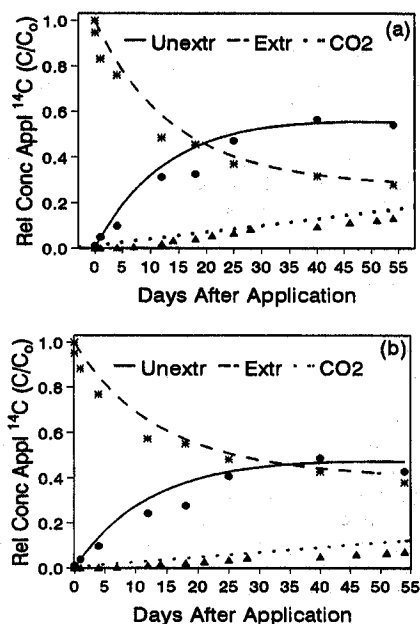 (a)
Unextr Extr CO2
Rel Conc Appl ¹⁴C (C/C₀)
1.0
0.8
0.6
0.4
0.2
0.0
0 5 10 15 20 25 30 35 40 45 50 55
Days After Application
(b)
Unextr Extr CO2
Rel Conc Appl ¹⁴C (C/C₀)
1.0
0.8
0.6
0.4
0.2
0.0
0 5 10 15 20 25 30 35 40 45 50 55
Days After Application